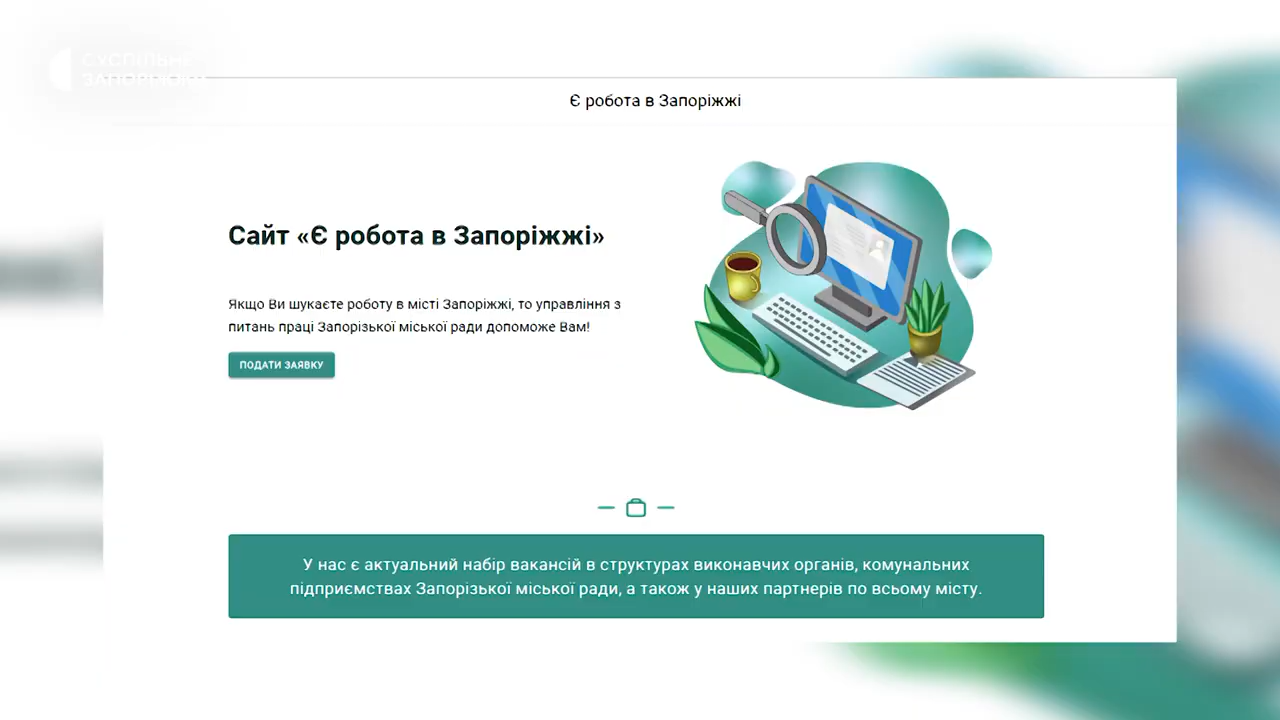 СУСПІЛЬНЕ
ЗАПОРІЖЖЯ
Є робота в Запоріжжі
Сайт «Є робота в Запоріжжі»
Якщо Ви шукаєте роботу в місті Запоріжжі, то управління з
питань праці Запорізької міської ради допоможе Вам!
ПОДАТИ ЗАЯВКУ
У нас є актуальний набір вакансій в структурах виконавчих органів, комунальних
підприємствах Запорізької міської ради, а також у наших партнерів по всьому місту.